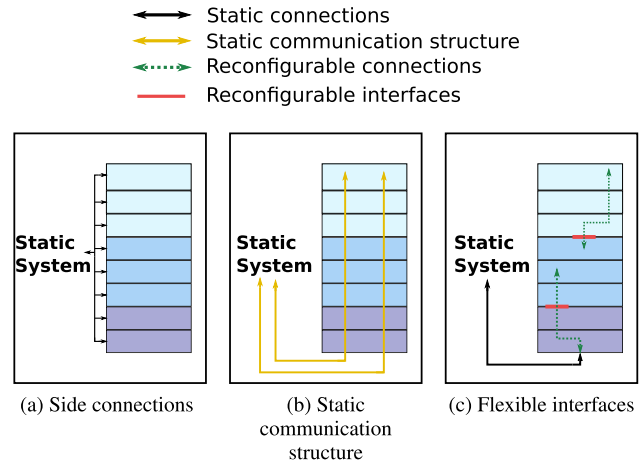 Static connections
Static communication structure
Reconfigurable connections
Reconfigurable interfaces
Static
System
Static
System
Static
System
(a) Side connections
(b) Static
communication
structure
(c) Flexible interfaces